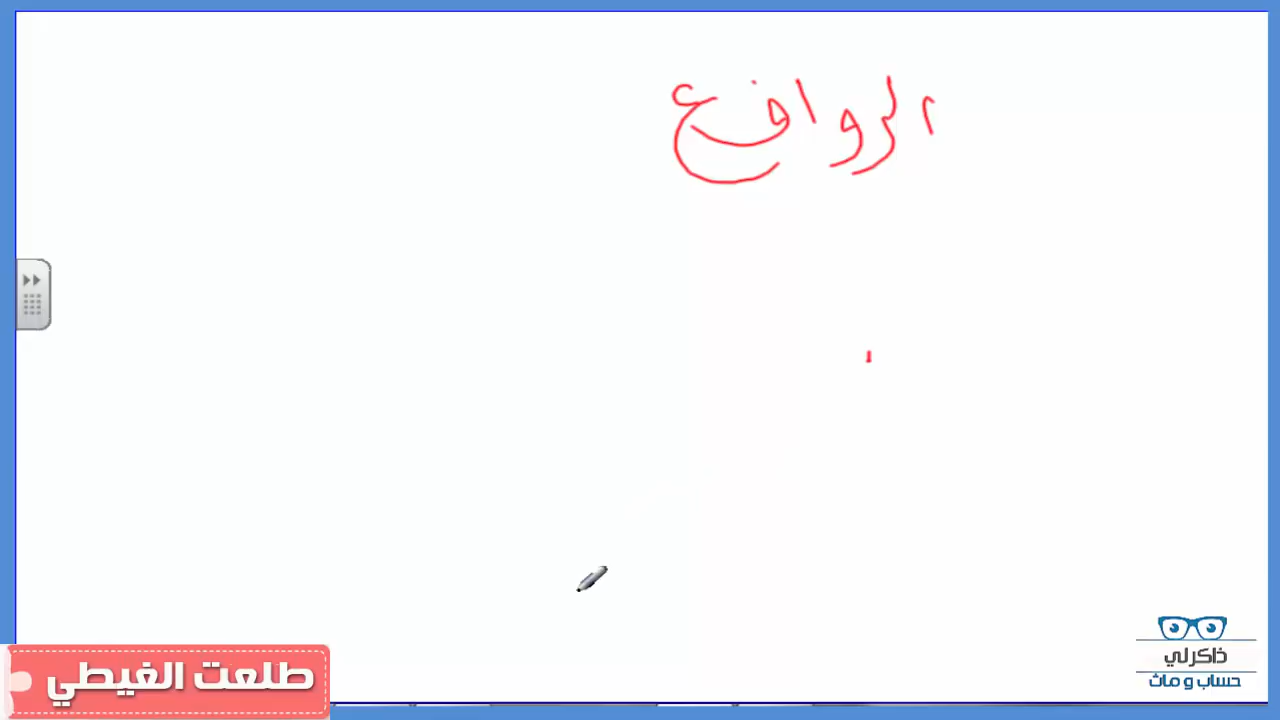 الروافع
ذاكرلي
حساب و ماث
طلعت الغيطي